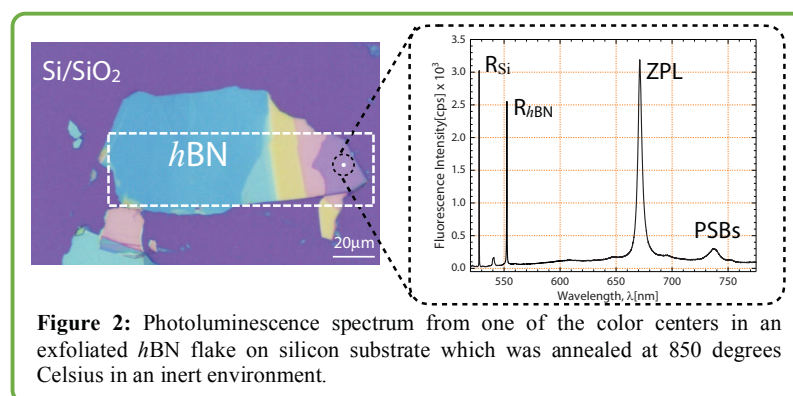 Si/SiO₂
hBN
20μm
Fluorescence Intensity[cps] x 10³
3.5
3.0
2.5
2.0
1.5
1.0
0.5
0.0
R_Si
R_hBN
ZPL
PSBs
550 600 650 700 750
Wavelength, λ[nm]
Figure 2: Photoluminescence spectrum from one of the color centers in an
exfoliated hBN flake on silicon substrate which was annealed at 850 degrees
Celsius in an inert environment.